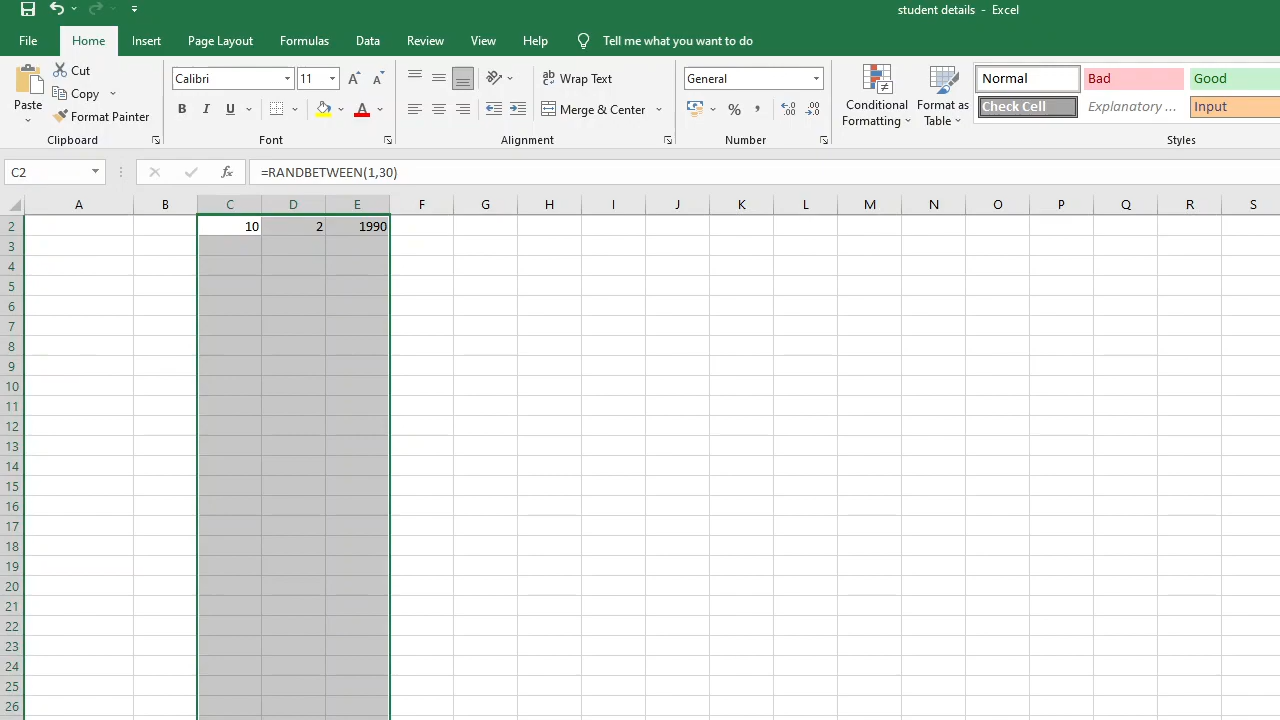 student details - Excel
File Home Insert Page Layout Formulas Data Review View Help Tell me what you want to do
Paste
Cut
Copy
Format Painter
Clipboard
Calibri 11
B I U
Font
Wrap Text
Merge & Center
Alignment
General
Number
Conditional Formatting
Format as Table
Normal Bad Good
Check Cell Explanatory ... Input
Styles
C2 fx =RANDBETWEEN(1,30)
A B C D E F G H I J K L M N O P Q R S
2 10 2 1990
3
4
5
6
7
8
9
10
11
12
13
14
15
16
17
18
19
20
21
22
23
24
25
26